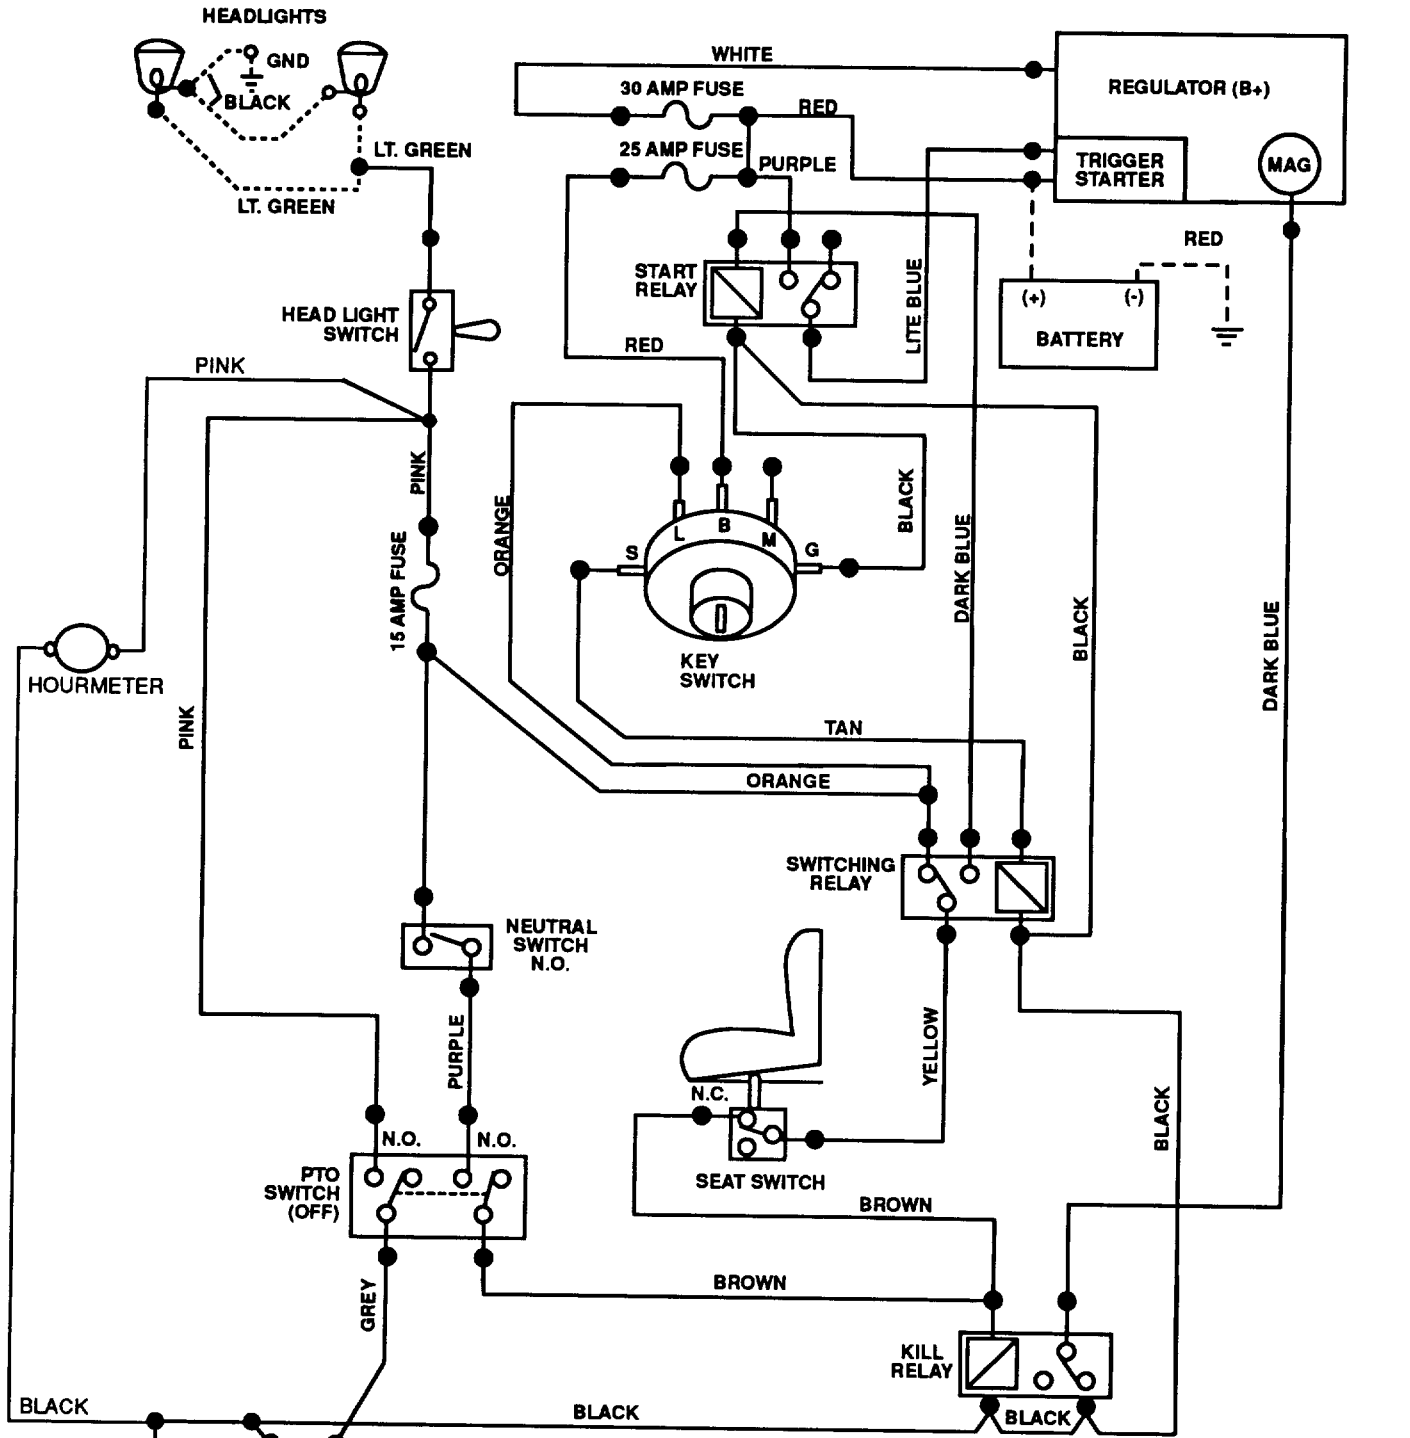 HEADLIGHTS
GND
BLACK
LT. GREEN
LT. GREEN
WHITE
30 AMP FUSE
RED
25 AMP FUSE
PURPLE
REGULATOR (B+)
TRIGGER
STARTER
MAG
RED
(+)
(-)
BATTERY
START
RELAY
LITE BLUE
HEAD LIGHT
SWITCH
RED
PINK
PINK
15 AMP FUSE
ORANGE
BLACK
L
B
M
S
G
KEY
SWITCH
DARK BLUE
BLACK
DARK BLUE
HOURMETER
PINK
TAN
ORANGE
SWITCHING
RELAY
NEUTRAL
SWITCH
N.O.
PURPLE
YELLOW
BLACK
N.C.
SEAT SWITCH
N.O.
N.O.
PTO
SWITCH
(OFF)
BROWN
GREY
BROWN
KILL
RELAY
BLACK
BLACK
BLACK